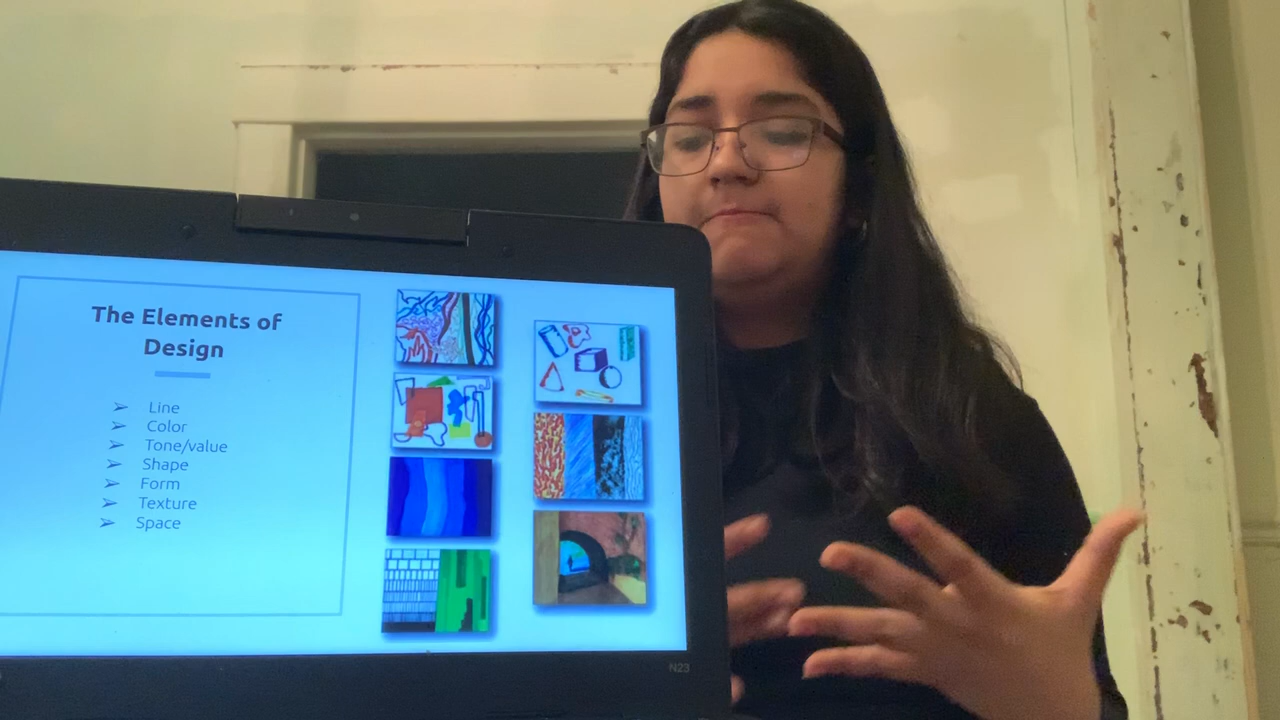 The Elements of
Design
➢ Line
➢ Color
➢ Tone/value
➢ Shape
➢ Form
➢ Texture
➢ Space
N23